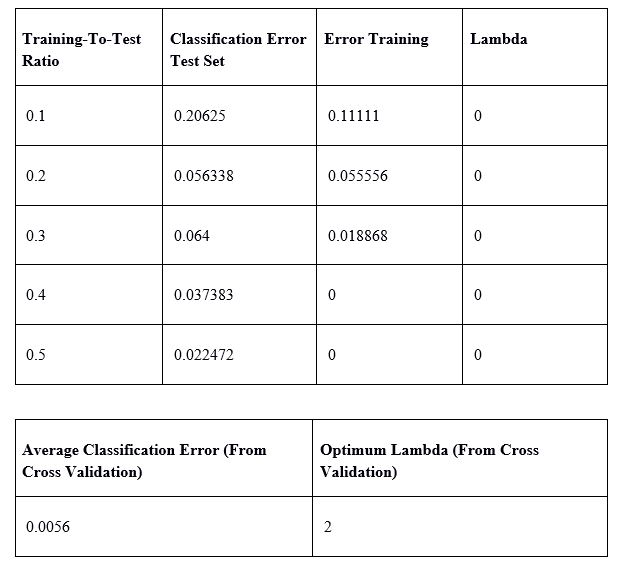 Training-To-Test Ratio Classification Error Test Set Error Training Lambda
0.1 0.20625 0.11111 0
0.2 0.056338 0.055556 0
0.3 0.064 0.018868 0
0.4 0.037383 0 0
0.5 0.022472 0 0
Average Classification Error (From Cross Validation) Optimum Lambda (From Cross Validation)
0.0056 2